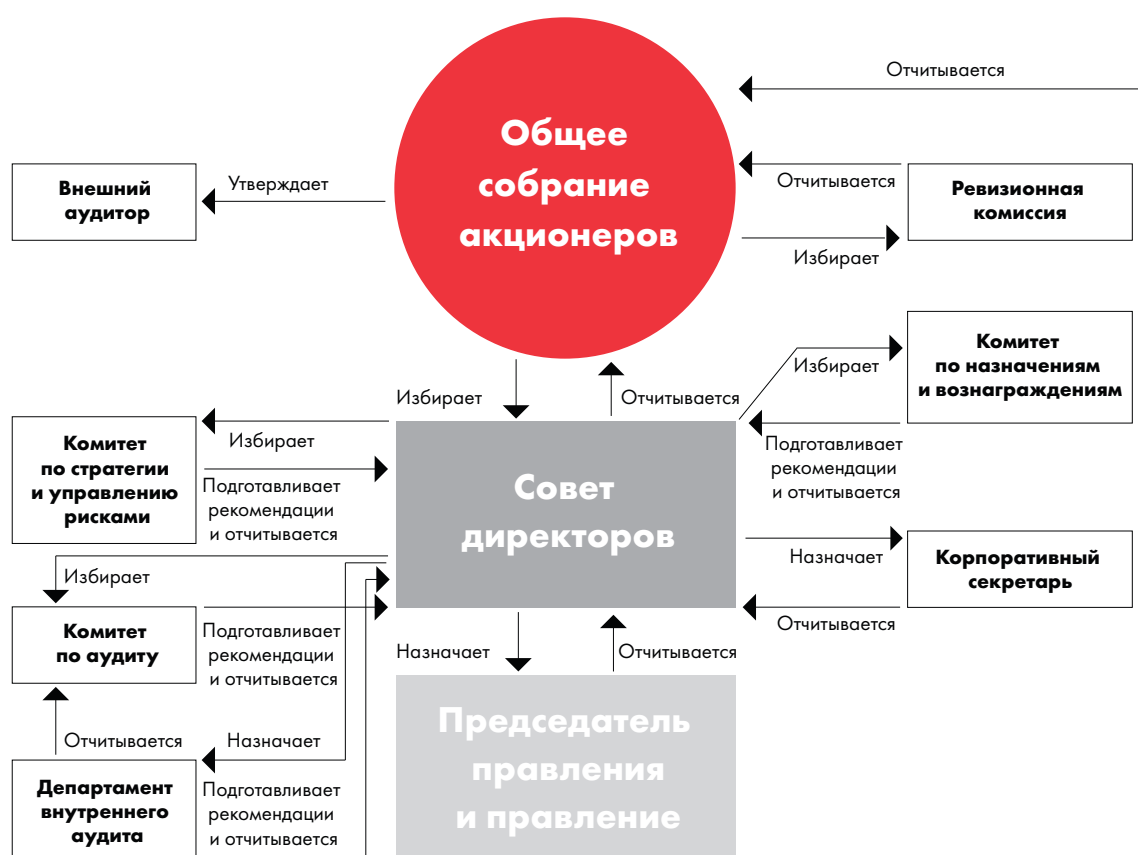 Отчитывается
Общее
собрание
акционеров
Внешний
аудитор
Утверждает
Отчитывается
Ревизионная
комиссия
Избирает
Комитет
по назначениям
и вознаграждениям
Избирает
Избирает
Отчитывается
Комитет
по стратегии
и управлению
рисками
Избирает
Подготавливает
рекомендации
и отчитывается
Совет
директоров
Подготавливает
рекомендации
и отчитывается
Назначает
Корпоративный
секретарь
Отчитывается
Избирает
Комитет
по аудиту
Подготавливает
рекомендации
и отчитывается
Назначает
Отчитывается
Председатель
правления
и правление
Отчитывается
Назначает
Департамент
внутреннего
аудита
Подготавливает
рекомендации
и отчитывается